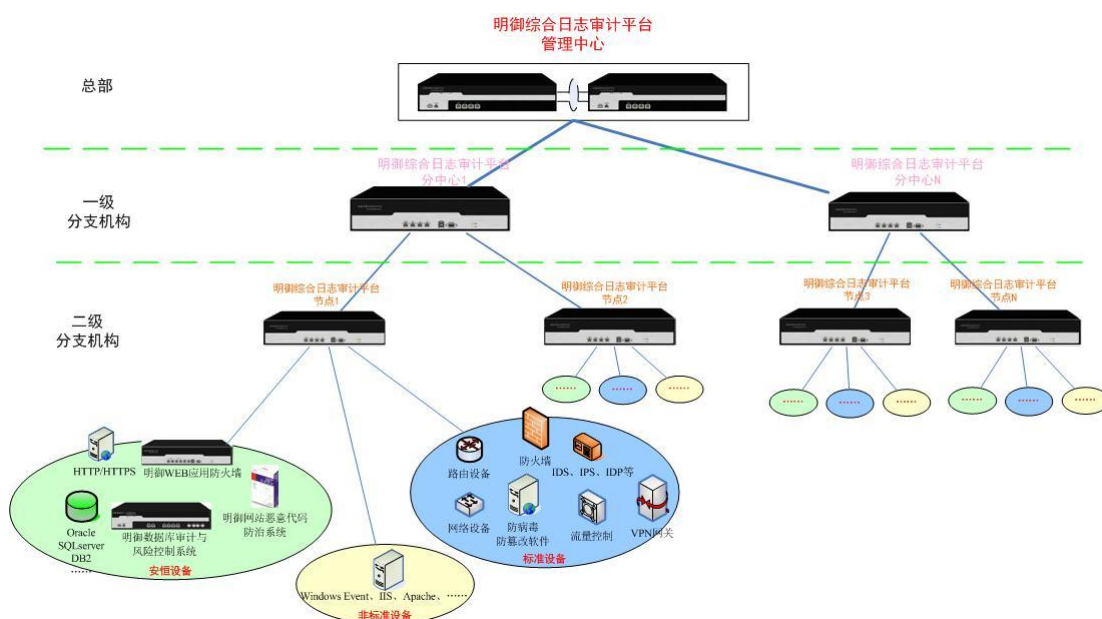 明御综合日志审计平台
管理中心
总部
明御综合日志审计平台
分中心1
明御综合日志审计平台
分中心N
一级
分支机构
明御综合日志审计平台
节点1
明御综合日志审计平台
节点2
明御综合日志审计平台
节点3
明御综合日志审计平台
节点N
二级
分支机构
......
......
......
......
......
......
......
......
......
HTTP/HTTPS
明御WEB应用防火墙
Oracle
SQLserver
DB2
......
明御数据库审计与
风险控制系统
明御网站恶意代码
防治系统
安恒设备
Windows Event、IIS、Apache、......
非标准设备
路由设备
防火墙
IDS、IPS、IDP等
网络设备
防病毒
防篡改软件
流量控制
VPN网关
标准设备